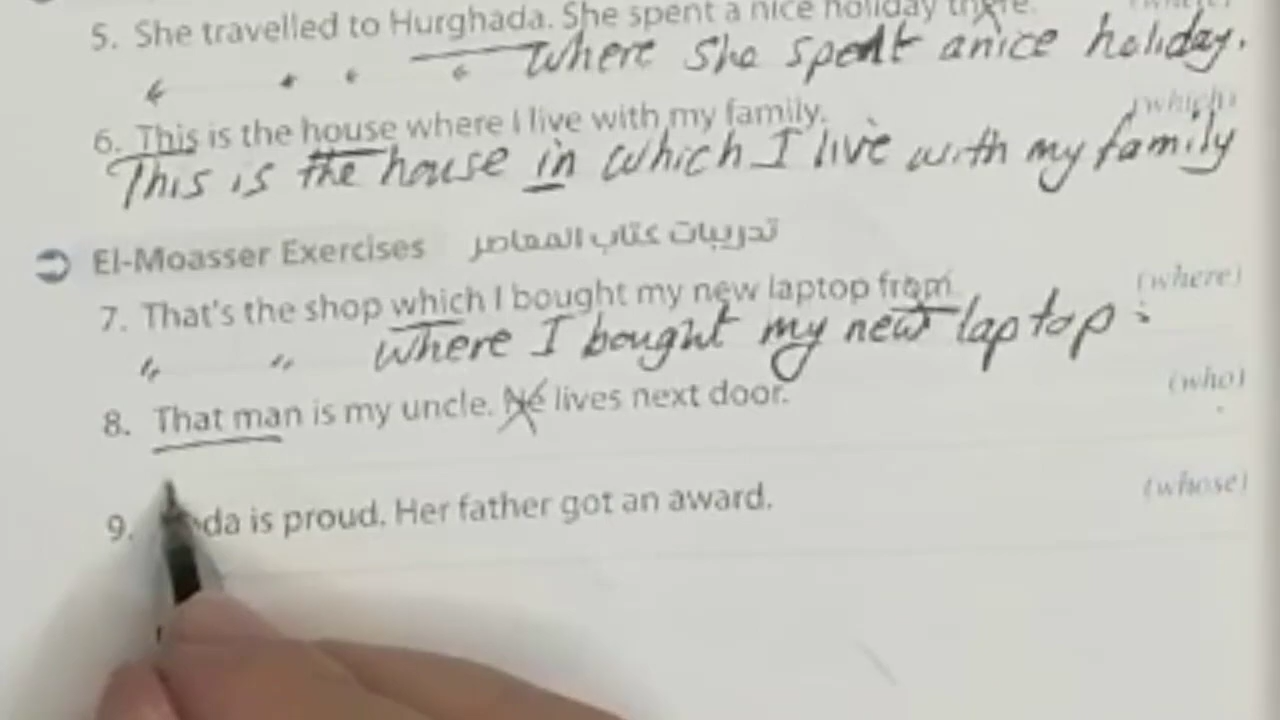 5. She travelled to Hurghada. She spent a nice holiday there.
where she spent a nice holiday.
6. This is the house where I live with my family. (which)
This is the house in which I live with my family
El-Moasser Exercises تدريبات كتاب المعاصر
7. That's the shop which I bought my new laptop from. (where)
" " where I bought my new laptop.
8. That man is my uncle. He lives next door. (who)
9. da is proud. Her father got an award. (whose)